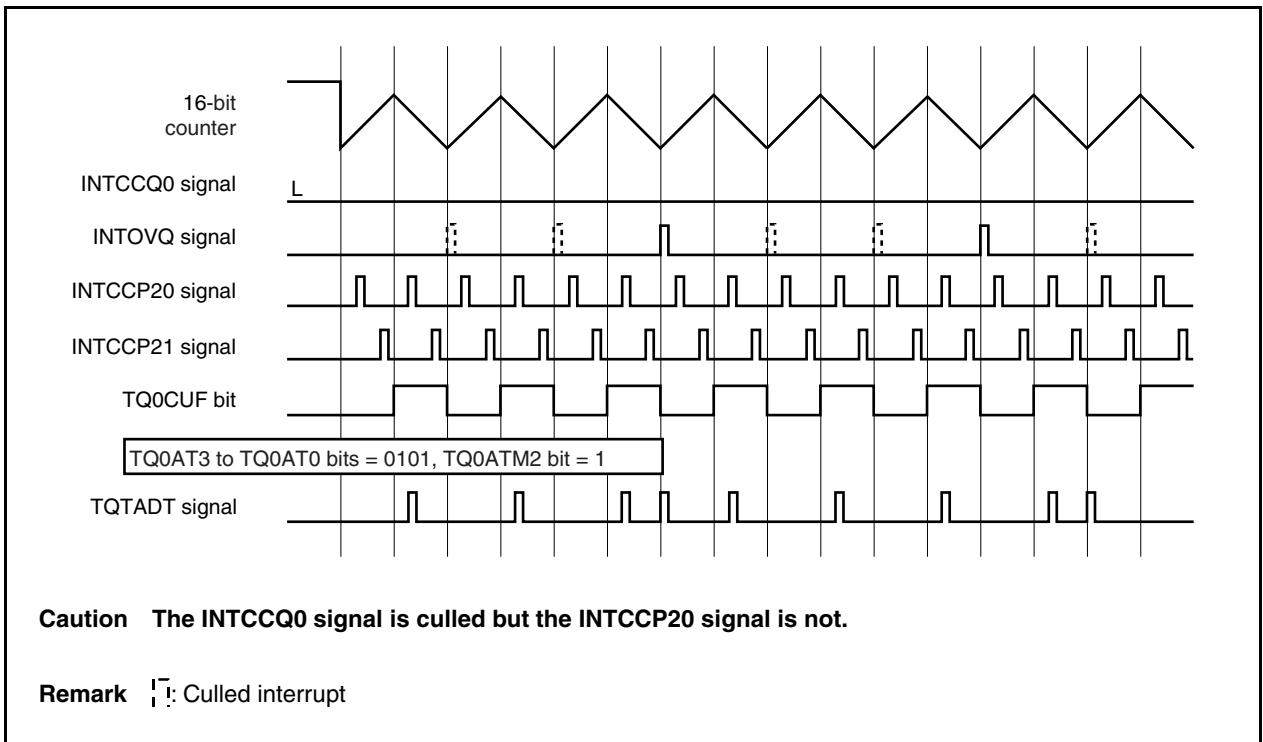 16-bit
counter
INTCCQ0 signal
L
INTOVQ signal
INTCCP20 signal
INTCCP21 signal
TQ0CUF bit
TQ0AT3 to TQ0AT0 bits = 0101, TQ0ATM2 bit = 1
TQTADT signal
Caution The INTCCQ0 signal is culled but the INTCCP20 signal is not.
Remark : Culled interrupt